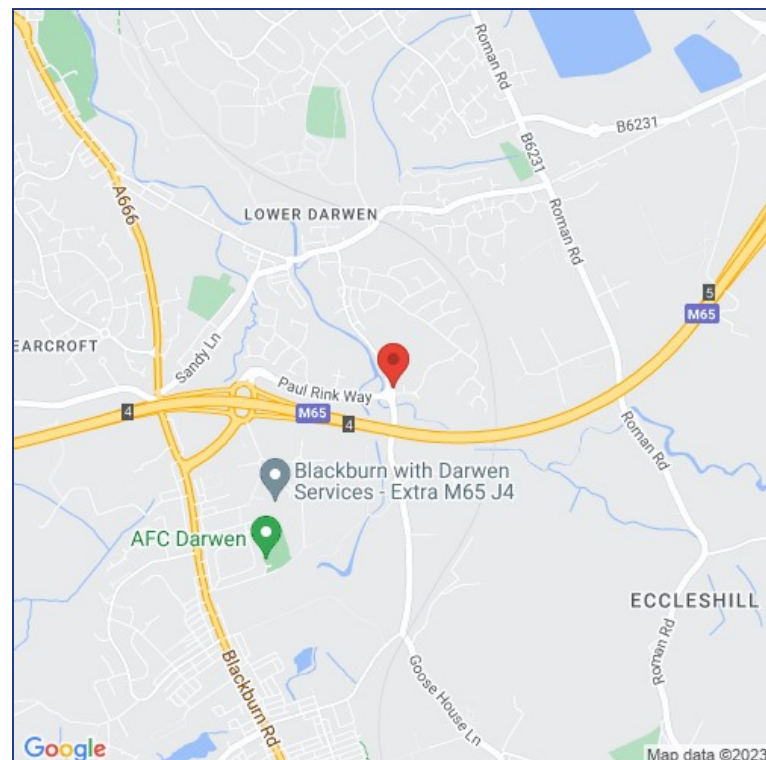 Roman Rd
B6231
B6231
A666
LOWER DARWEN
Roman Rd
5
M65
EARCROFT
Sandy Ln
Paul Rink Way
4
M65
4
Roman Rd
Blackburn with Darwen
Services - Extra M65 J4
AFC Darwen
ECCLESHILL
Roman Rd
Blackburn Rd
Goose House Ln
Google
Map data ©2023